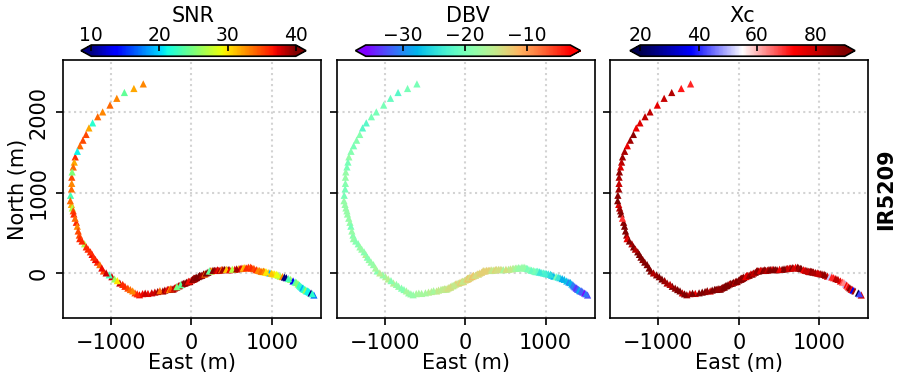 SNR DBV Xc
10 20 30 40 −30 −20 −10 20 40 60 80
2000
1000
0
North (m)
IR5209
−1000 0 1000 −1000 0 1000 −1000 0 1000
East (m) East (m) East (m)